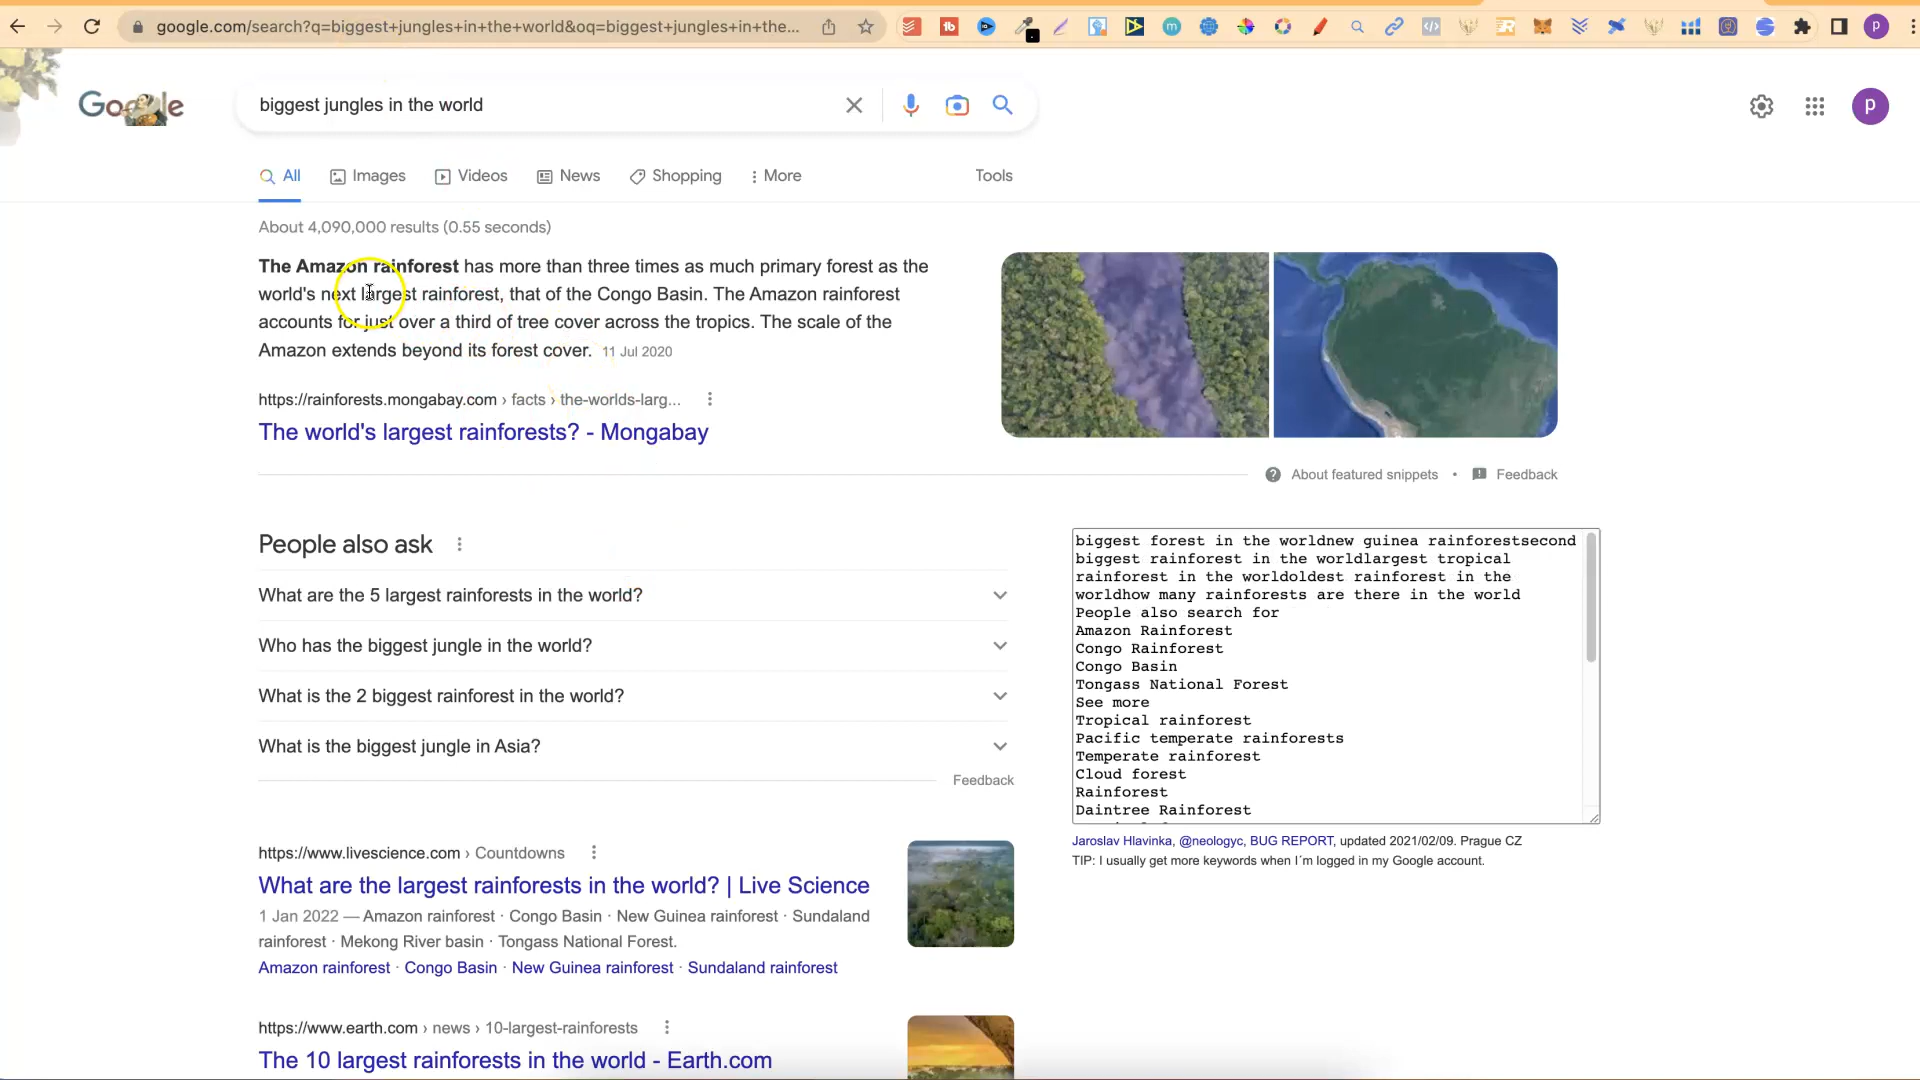 google.com/search?q=biggest+jungles+in+the+world&oq=biggest+jungles+in+the...
Google
biggest jungles in the world
P
P
All
Images
Videos
News
Shopping
More
Tools
About 4,090,000 results (0.55 seconds)
The Amazon rainforest has more than three times as much primary forest as the
world's next largest rainforest, that of the Congo Basin. The Amazon rainforest
accounts for just over a third of tree cover across the tropics. The scale of the
Amazon extends beyond its forest cover. 11 Jul 2020
https://rainforests.mongabay.com › facts › the-worlds-larg...
The world's largest rainforests? - Mongabay
About featured snippets • Feedback
People also ask
What are the 5 largest rainforests in the world?
Who has the biggest jungle in the world?
What is the 2 biggest rainforest in the world?
What is the biggest jungle in Asia?
Feedback
biggest forest in the worldnew guinea rainforestsecond
biggest rainforest in the worldlargest tropical
rainforest in the worldoldest rainforest in the
worldhow many rainforests are there in the world
People also search for
Amazon Rainforest
Congo Rainforest
Congo Basin
Tongass National Forest
See more
Tropical rainforest
Pacific temperate rainforests
Temperate rainforest
Cloud forest
Rainforest
Daintree Rainforest
Jaroslav Hlavinka, @neologyc, BUG REPORT, updated 2021/02/09. Prague CZ
TIP: I usually get more keywords when I´m logged in my Google account.
https://www.livescience.com › Countdowns
What are the largest rainforests in the world? | Live Science
1 Jan 2022 — Amazon rainforest · Congo Basin · New Guinea rainforest · Sundaland
rainforest · Mekong River basin · Tongass National Forest.
Amazon rainforest · Congo Basin · New Guinea rainforest · Sundaland rainforest
https://www.earth.com › news › 10-largest-rainforests
The 10 largest rainforests in the world - Earth.com